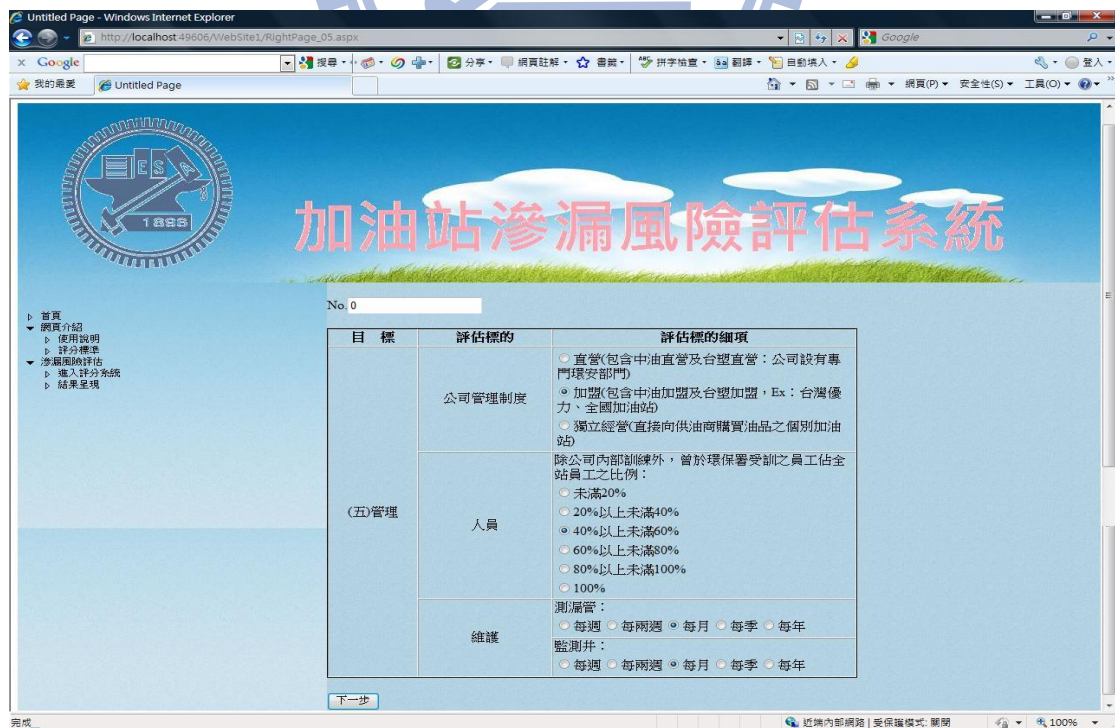 Untitled Page - Windows Internet Explorer
http://localhost:49606/WebSite1/RightPage_05.aspx
Google
x Google
搜尋
分享
網頁註解
書籤
拼字檢查
翻譯
自動填入
登入
我的最愛
Untitled Page
網頁(P)
安全性(S)
工具(O)
ESA
1896
加油站滲漏風險評估系統
首頁
網頁介紹
使用說明
評分標準
滲漏風險評估
進入評分系統
結果呈現
No. 0
目 標 評估標的 評估標的細項
(五)管理
公司管理制度
直營(包含中油直營及台塑直營：公司設有專
門環安部門)
加盟(包含中油加盟及台塑加盟，Ex：台灣優
力、全國加油站)
獨立經營(直接向供油商購買油品之個別加油
站)
人員
除公司內部訓練外，曾於環保署受訓之員工佔全
站員工之比例：
未滿20%
20%以上未滿40%
40%以上未滿60%
60%以上未滿80%
80%以上未滿100%
100%
維護
測漏管：
每週 每兩週 每月 每季 每年
監測井：
每週 每兩週 每月 每季 每年
下一步
完成
近端內部網路 | 受保護模式: 關閉
100%